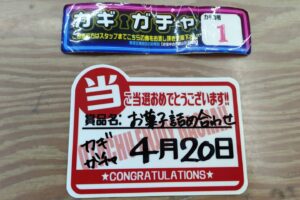 カギガチャ
1
当
ご当選おめでとうございます!!
賞品名: お菓子詰め合わせ
カギ
ガチャ
4月20日
☆CONGRATULATIONS☆